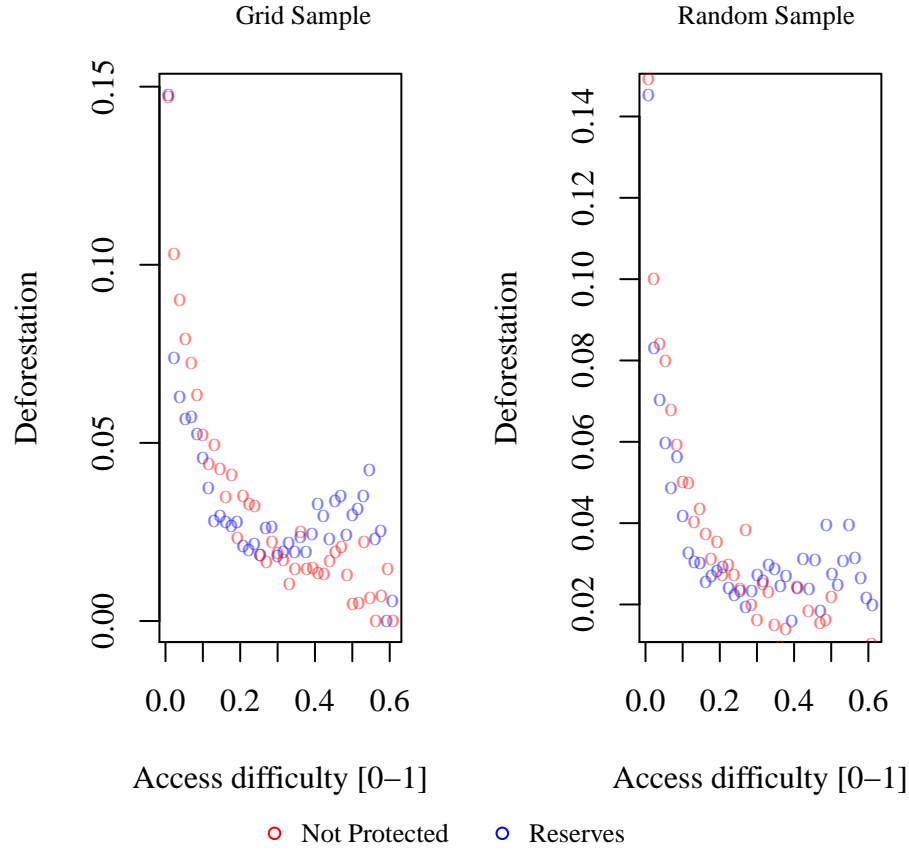 Grid Sample
Random Sample
0.15
0.10
0.05
0.00
Deforestation
0.0 0.2 0.4 0.6
Access difficulty [0–1]
0.14
0.12
0.10
0.08
0.06
0.04
0.02
Deforestation
0.0 0.2 0.4 0.6
Access difficulty [0–1]
Not Protected Reserves